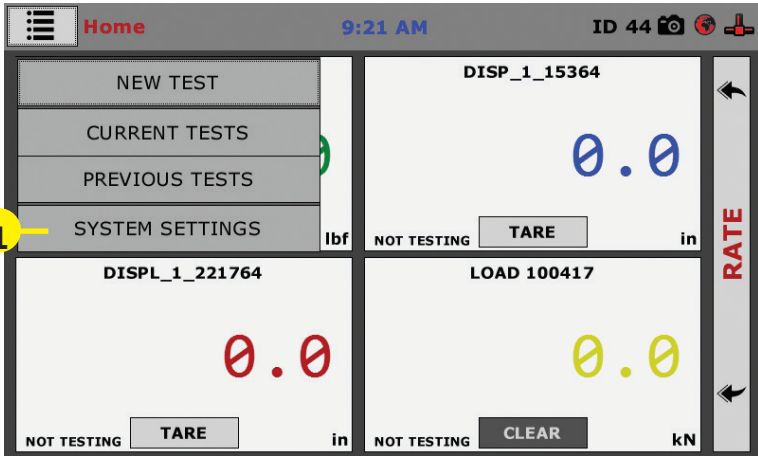 Home 9:21 AM ID 44
NEW TEST
CURRENT TESTS
PREVIOUS TESTS
1 SYSTEM SETTINGS
0 lbf
DISP_1_15364
0.0
NOT TESTING TARE in
DISPL_1_221764
0.0
NOT TESTING TARE in
LOAD 100417
0.0
NOT TESTING CLEAR kN
RATE